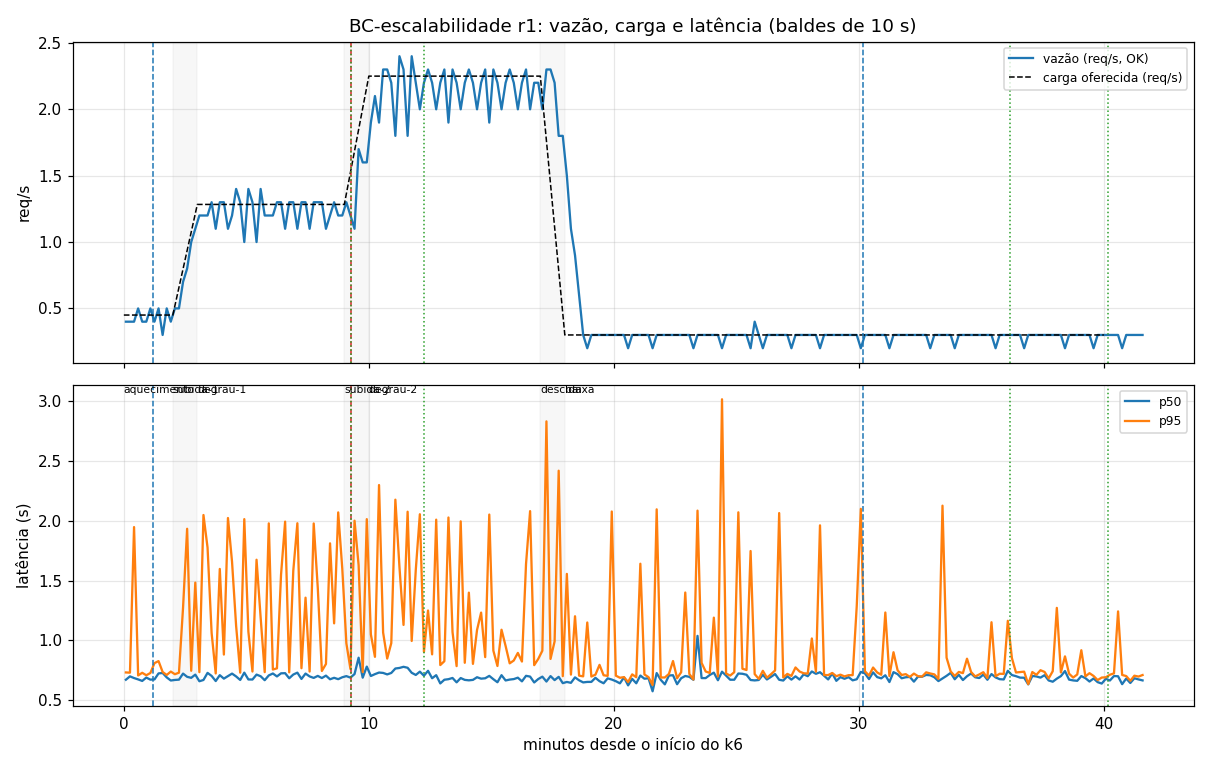 BC-escalabilidade r1: vazão, carga e latência (baldes de 10 s)
2.5
2.0
1.5
1.0
0.5
req/s
vazão (req/s, OK)
carga oferecida (req/s)
aquecimento
degrau-1
degrau-2
descida
baixa
3.0
2.5
2.0
1.5
1.0
0.5
latência (s)
p50
p95
0
10
20
30
40
minutos desde o início do k6